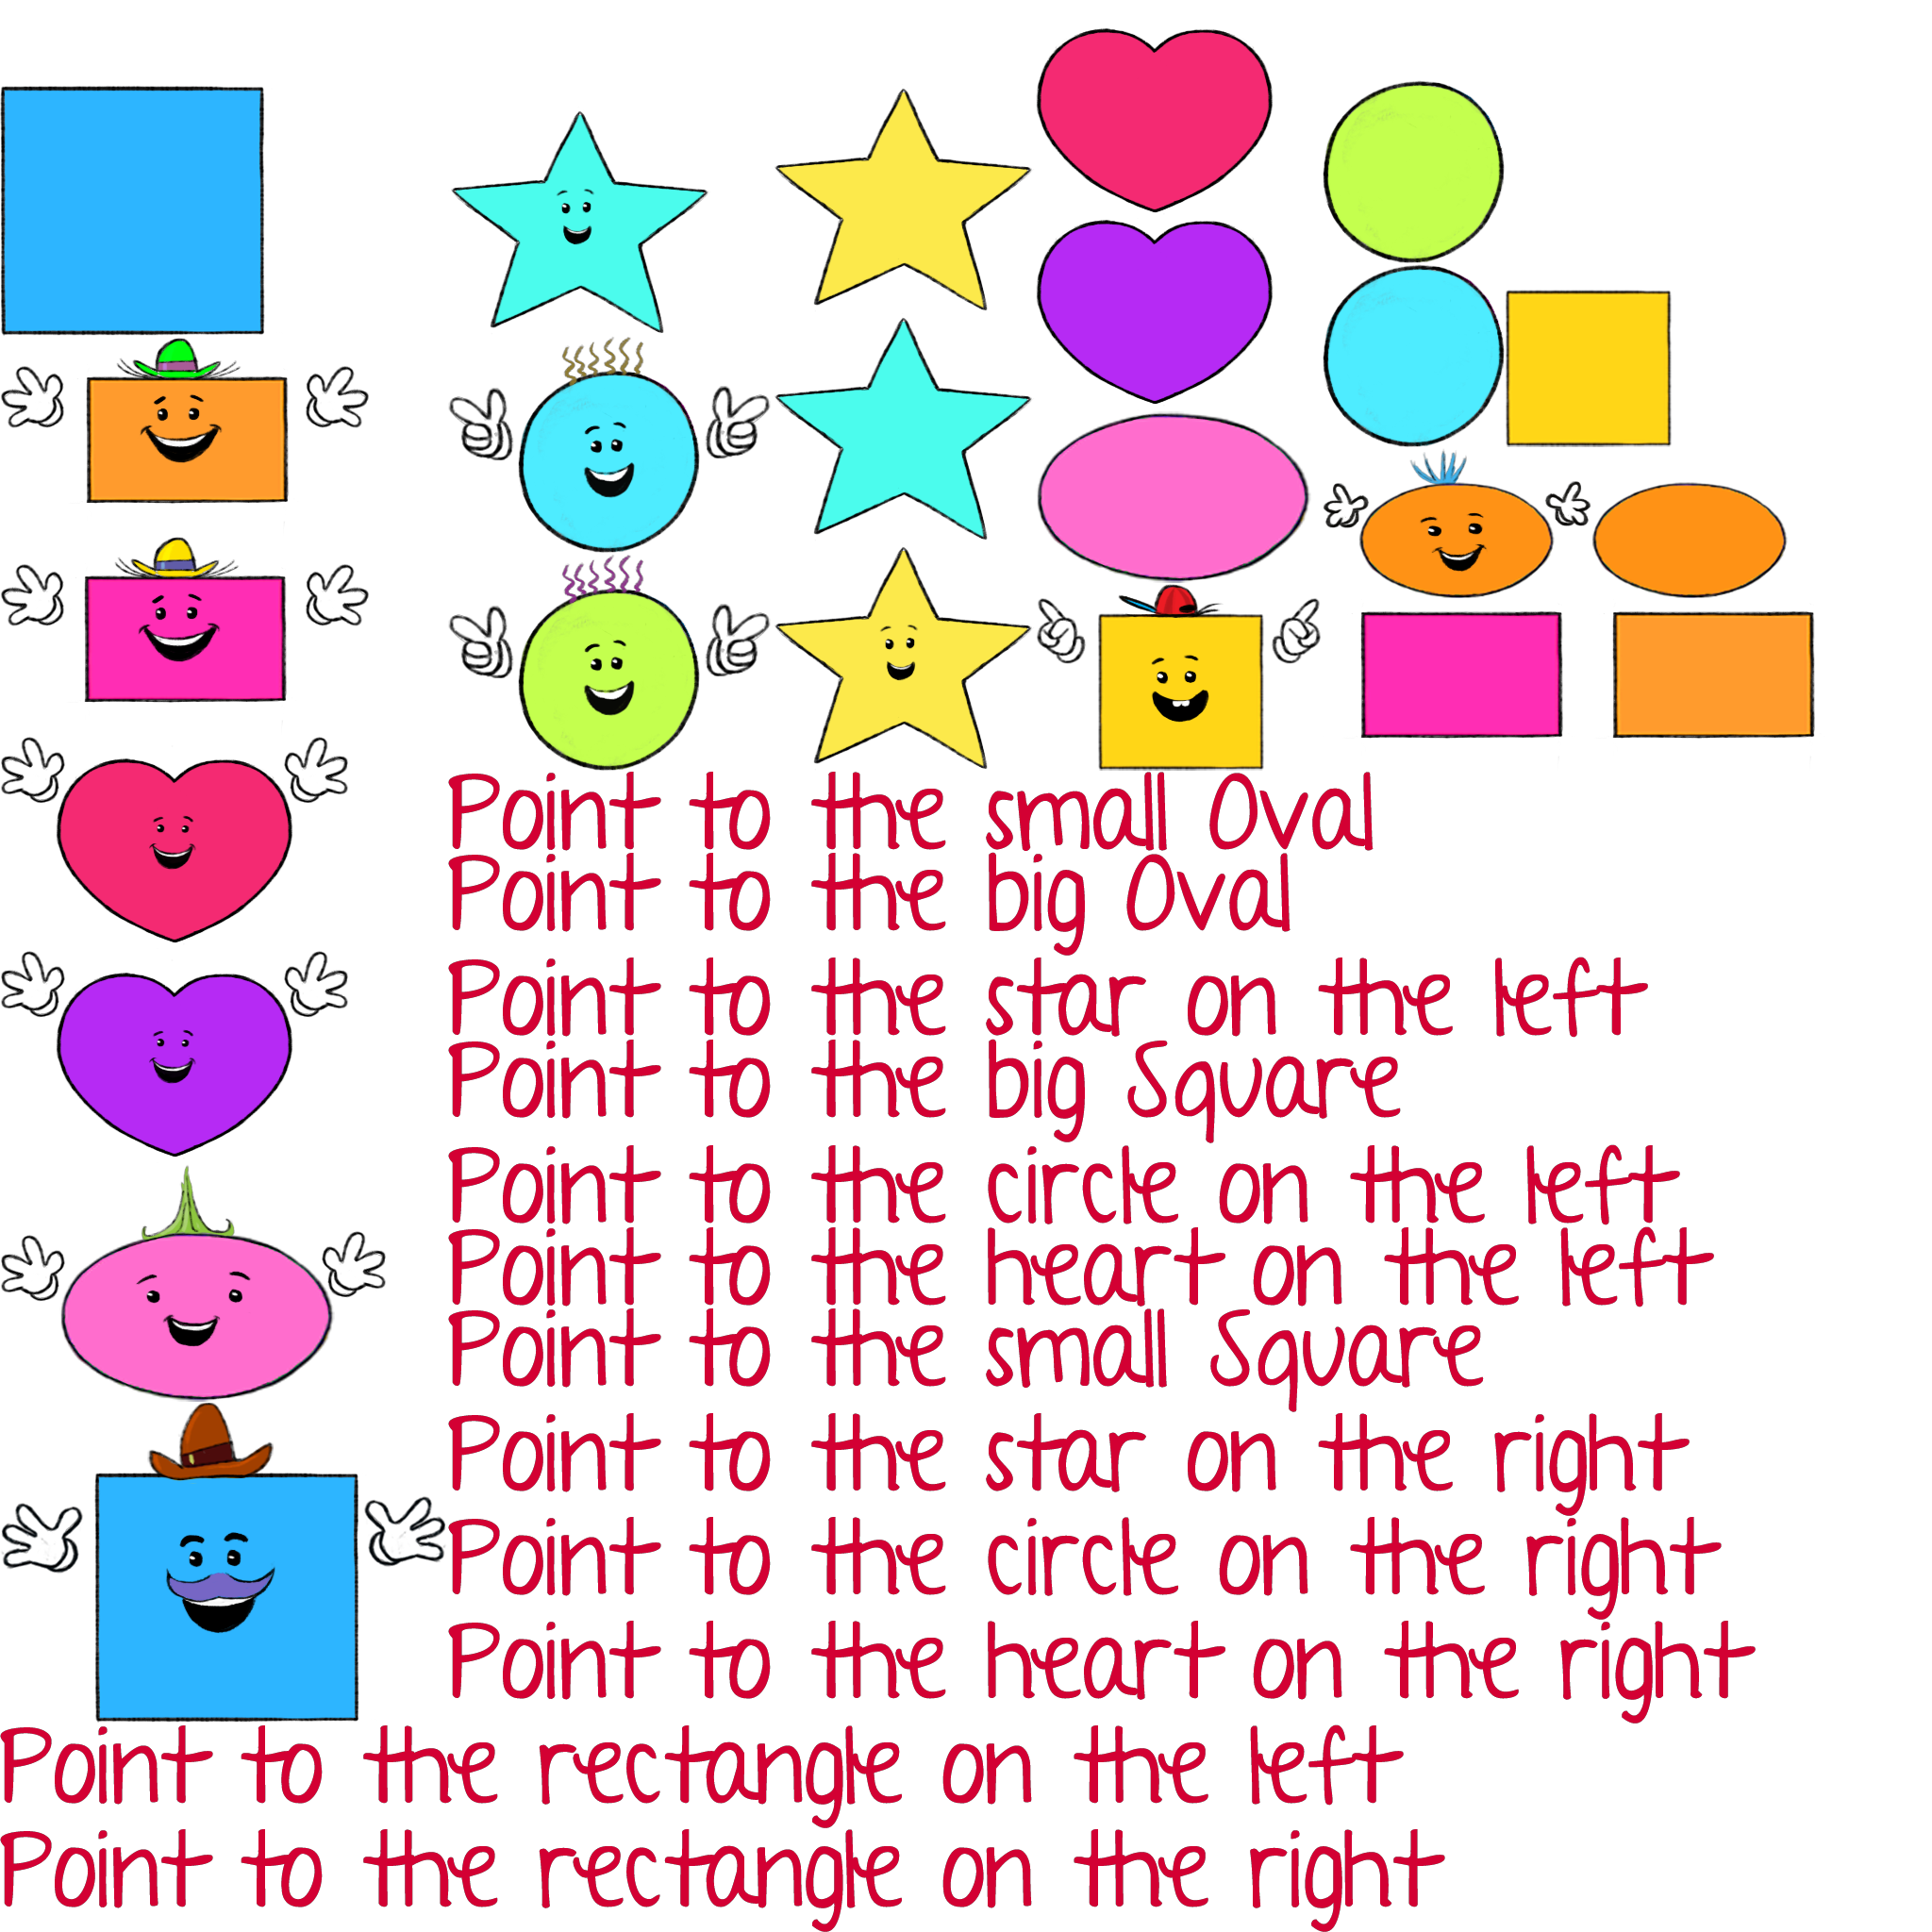 Point to the small Oval
Point to the big Oval
Point to the star on the left
Point to the big Square
Point to the circle on the left
Point to the heart on the left
Point to the small Square
Point to the star on the right
Point to the circle on the right
Point to the heart on the right
Point to the rectangle on the left
Point to the rectangle on the right